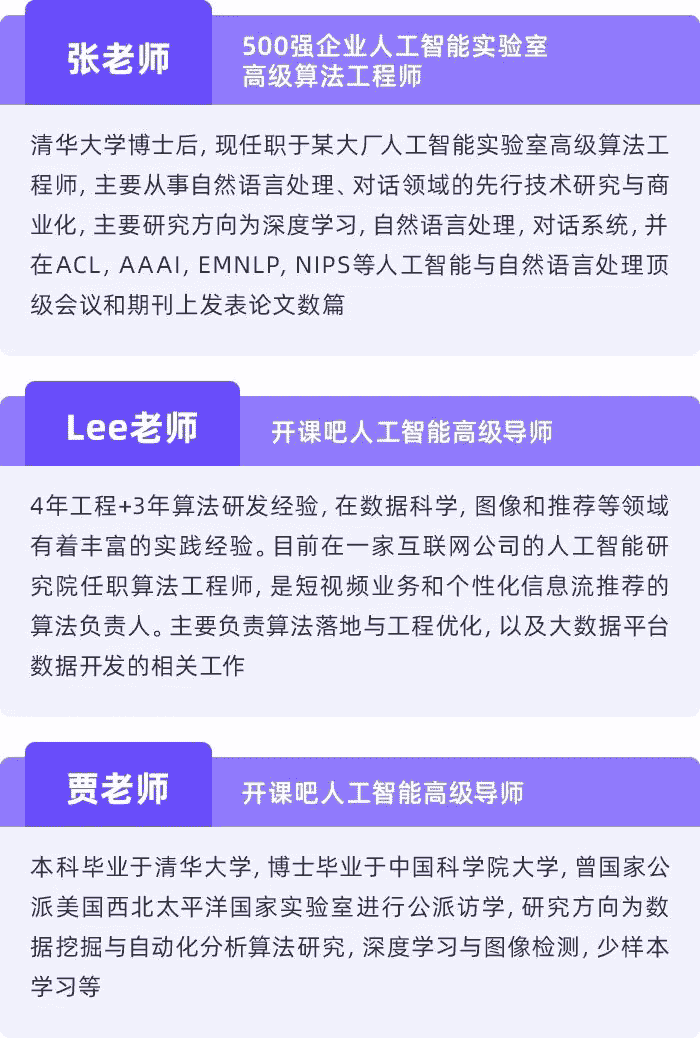 张老师
500强企业人工智能实验室
高级算法工程师
清华大学博士后, 现任职于某大厂人工智能实验室高级算法工
程师, 主要从事自然语言处理、对话领域的先行技术研究与商
业化, 主要研究方向为深度学习, 自然语言处理, 对话系统, 并
在ACL, AAAI, EMNLP, NIPS等人工智能与自然语言处理顶
级会议和期刊上发表论文数篇
Lee老师
开课吧人工智能高级导师
4年工程+3年算法研发经验, 在数据科学, 图像和推荐等领域
有着丰富的实践经验。目前在一家互联网公司的人工智能研
究院任职算法工程师, 是短视频业务和个性化信息流推荐的
算法负责人。主要负责算法落地与工程优化, 以及大数据平台
数据开发的相关工作
贾老师
开课吧人工智能高级导师
本科毕业于清华大学, 博士毕业于中国科学院大学, 曾国家公
派美国西北太平洋国家实验室进行公派访学, 研究方向为数
据挖掘与自动化分析算法研究, 深度学习与图像检测, 少样本
学习等